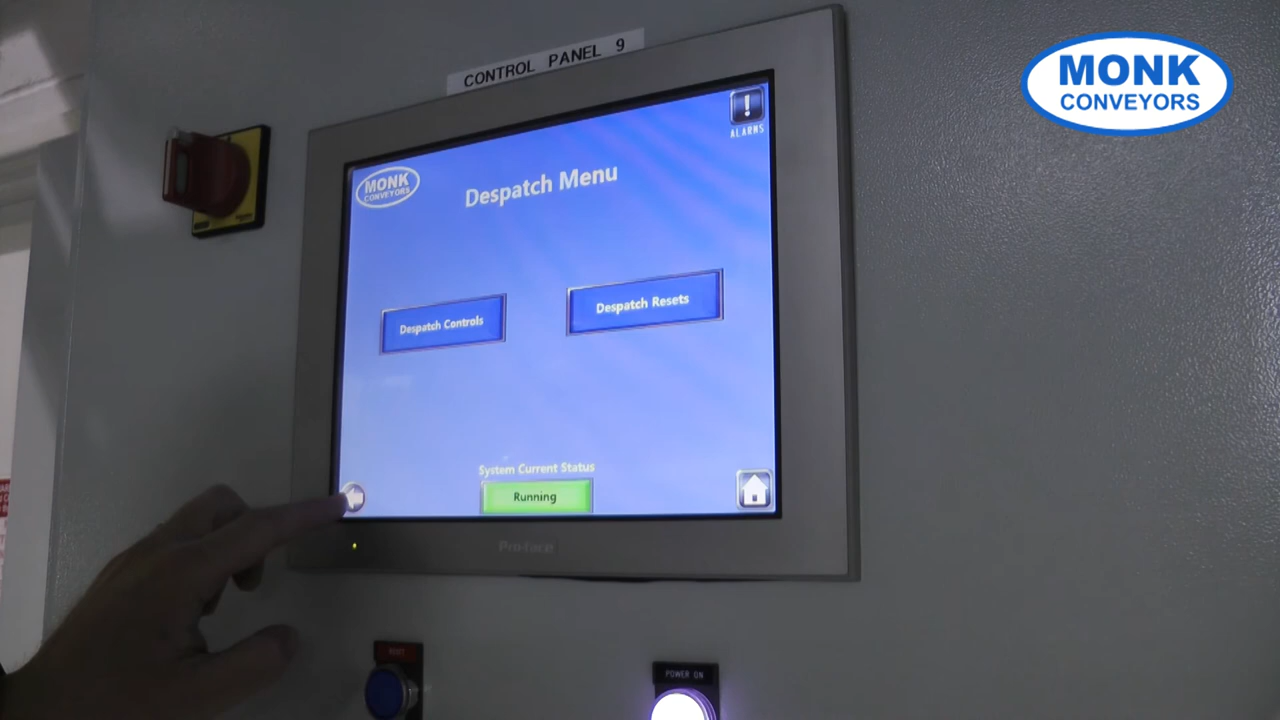 MONK
CONVEYORS
CONTROL PANEL 9
ALARMS
MONK
CONVEYORS
Despatch Menu
Despatch Controls
Despatch Resets
System Current Status
Running
Pro-face
RESET
POWER ON